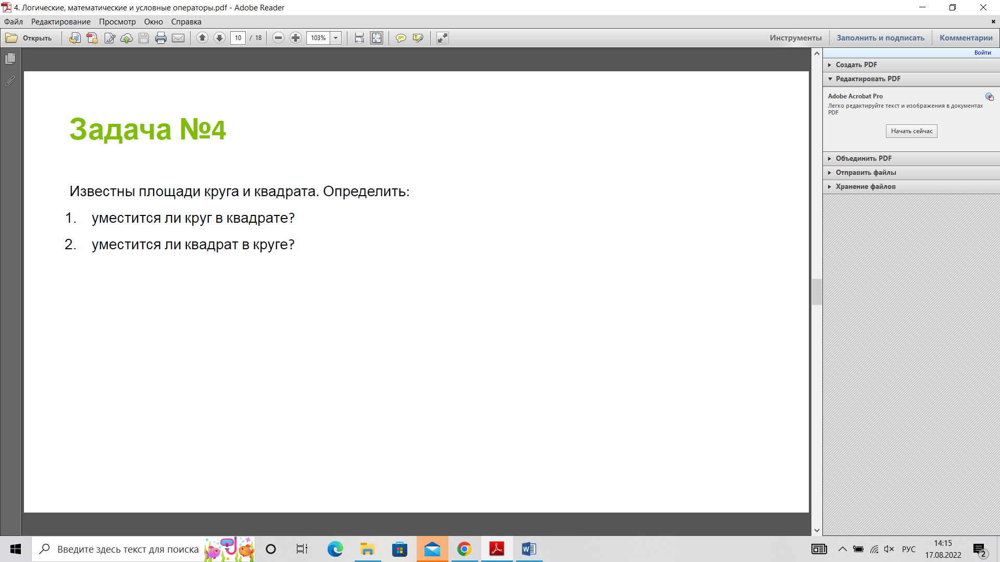 4. Логические, математические и условные операторы.pdf - Adobe Reader
Файл Редактирование Просмотр Окно Справка
Открыть 10 / 18 103% Инструменты Заполнить и подписать Комментарии
Войти
Создать PDF
Редактировать PDF
Adobe Acrobat Pro
Легко редактируйте текст и изображения в документах
PDF
Начать сейчас
Объединить PDF
Отправить файлы
Хранение файлов
Задача №4
Известны площади круга и квадрата. Определить:
1. уместится ли круг в квадрате?
2. уместится ли квадрат в круге?
Введите здесь текст для поиска
РУС
14:15
17.08.2022
2